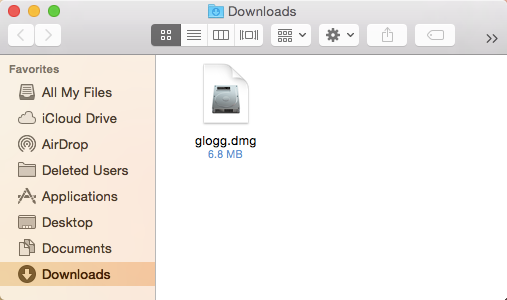 Downloads
Favorites
All My Files
iCloud Drive
AirDrop
Deleted Users
Applications
Desktop
Documents
Downloads
glogg.dmg
6.8 MB